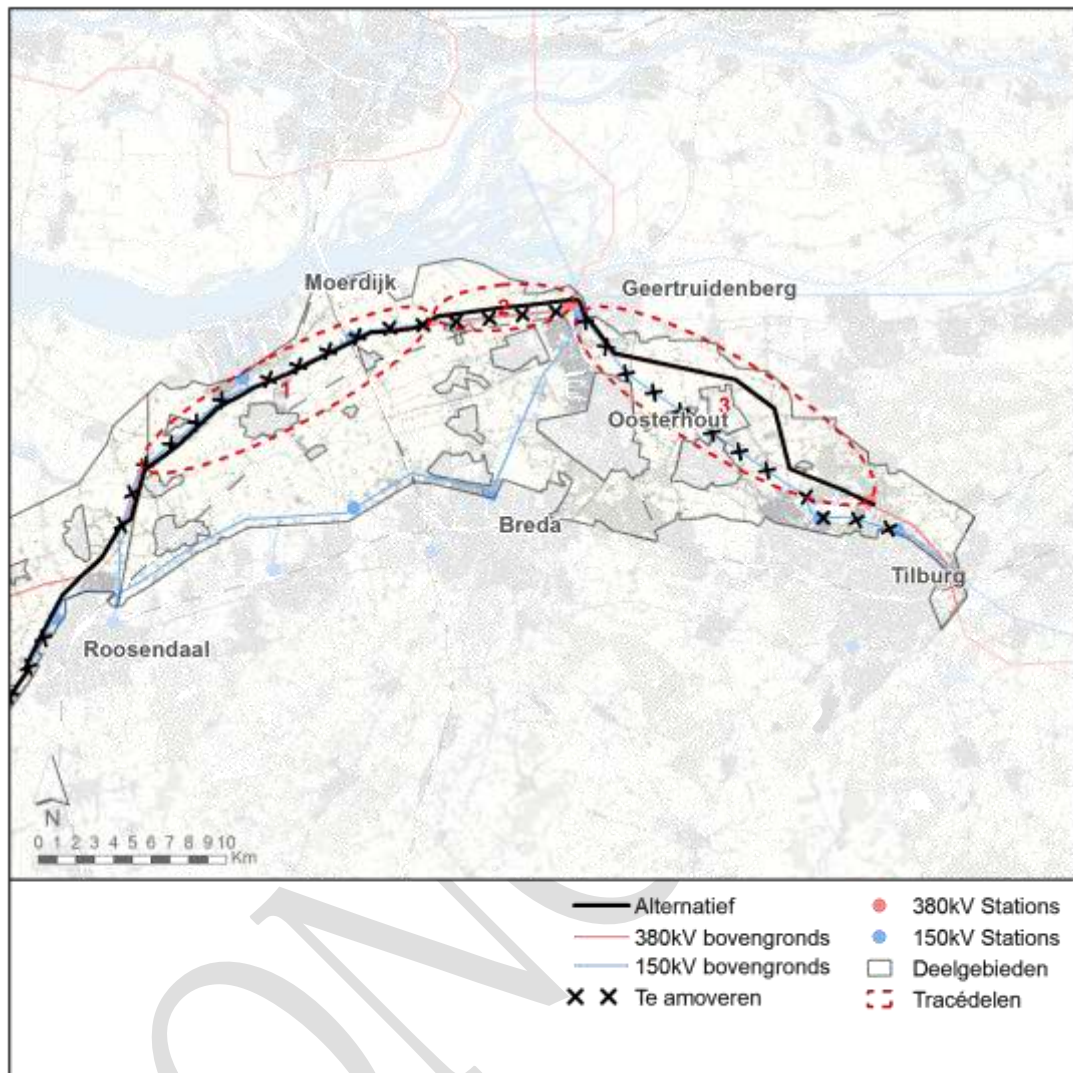 Moerdijk
Geertruidenberg
2
1
3
Oosterhout
Breda
Tilburg
Roosendaal
N
0 1 2 3 4 5 6 7 8 9 10
Km
Alternatief
380kV Stations
380kV bovengronds
150kV Stations
150kV bovengronds
Deelgebieden
Te amoveren
Tracédelen